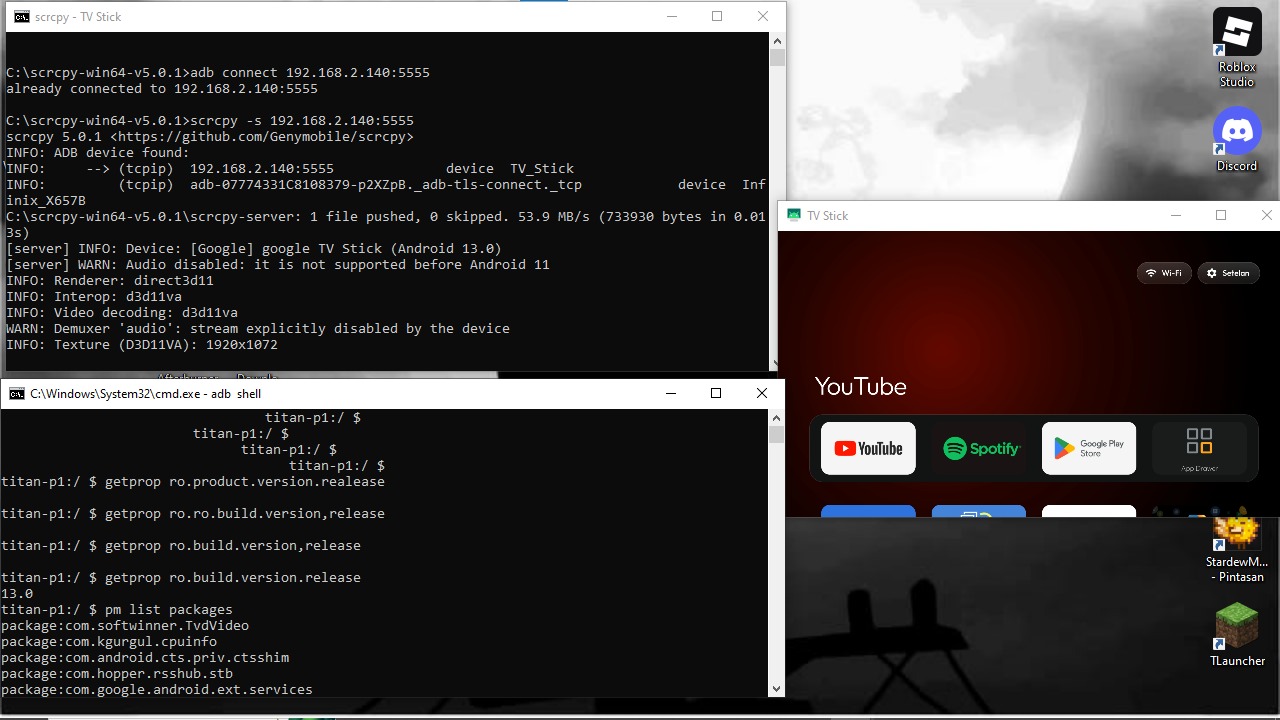 scrcpy - TV Stick
C:\scrcpy-win64-v5.0.1>adb connect 192.168.2.140:5555
already connected to 192.168.2.140:5555
C:\scrcpy-win64-v5.0.1>scrcpy -s 192.168.2.140:5555
scrcpy 5.0.1 <https://github.com/Genymobile/scrcpy>
INFO: ADB device found:
INFO:     --> (tcpip)  192.168.2.140:5555              device  TV_Stick
INFO:         (tcpip)  adb-07774331C8108379-p2XZpB._adb-tls-connect._tcp            device  Inf
inix_X657B
C:\scrcpy-win64-v5.0.1\scrcpy-server: 1 file pushed, 0 skipped. 53.9 MB/s (733930 bytes in 0.01
3s)
[server] INFO: Device: [Google] google TV Stick (Android 13.0)
[server] WARN: Audio disabled: it is not supported before Android 11
INFO: Renderer: direct3d11
INFO: Interop: d3d11va
INFO: Video decoding: d3d11va
WARN: Demuxer 'audio': stream explicitly disabled by the device
INFO: Texture (D3D11VA): 1920x1072
C:\Windows\System32\cmd.exe - adb  shell
titan-p1:/ $
titan-p1:/ $
titan-p1:/ $
titan-p1:/ $
titan-p1:/ $ getprop ro.product.version.realease
titan-p1:/ $ getprop ro.ro.build.version,release
titan-p1:/ $ getprop ro.build.version,release
titan-p1:/ $ getprop ro.build.version.release
13.0
titan-p1:/ $ pm list packages
package:com.softwinner.TvdVideo
package:com.kgurgul.cpuinfo
package:com.android.cts.priv.ctsshim
package:com.hopper.rsshub.stb
package:com.google.android.ext.services
Roblox
Studio
Discord
TV Stick
Wi-Fi
Setelan
YouTube
YouTube
Spotify
Google Play
Store
App Drawer
StardewM...
- Pintasan
TLauncher